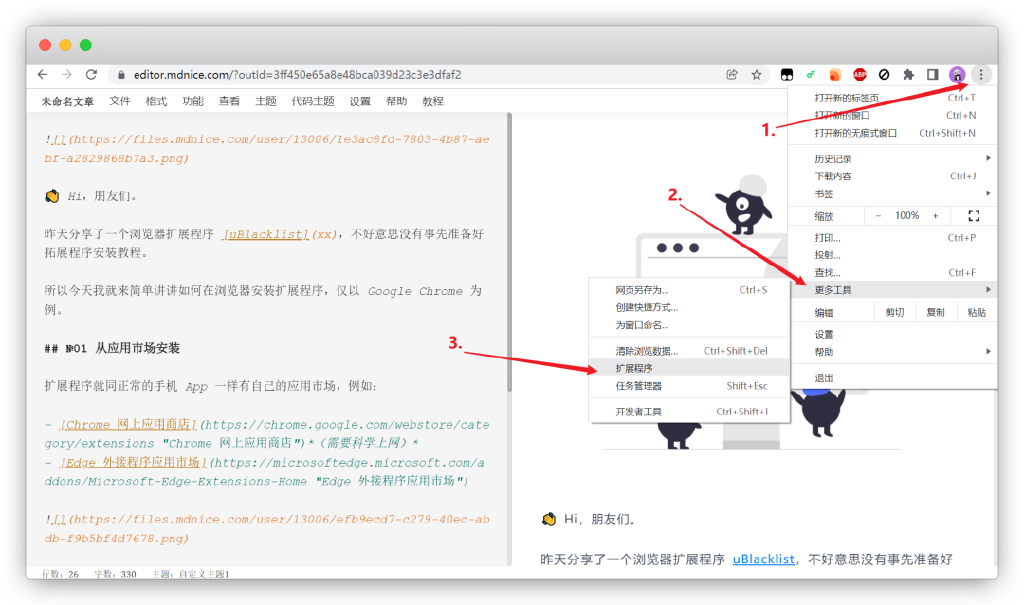 editor.mdnice.com/?outId=3ff450e65a8e48bca039d23c3e3dfaf2
ABP
未命名文章 文件 格式 功能 查看 主题 代码主题 设置 帮助 教程
![](https://files.mdnice.com/user/13006/1e3ac8fd-7803-4b87-ae
bf-a2829868b7a3.png)
Hi，朋友们。
昨天分享了一个浏览器扩展程序 [uBlacklist](xx)，不好意思没有事先准备好
拓展程序安装教程。
所以今天我就来简单讲讲如何在浏览器安装扩展程序，仅以 Google Chrome 为
例。
## №01 从应用市场安装
扩展程序就同正常的手机 App 一样有自己的应用市场，例如：
- [Chrome 网上应用商店](https://chrome.google.com/webstore/cate
gory/extensions "Chrome 网上应用商店")*（需要科学上网）*
- [Edge 外接程序应用市场](https://microsoftedge.microsoft.com/a
ddons/Microsoft-Edge-Extensions-Home "Edge 外接程序应用市场")
![](https://files.mdnice.com/user/13006/efb9ecd7-c279-40ec-ab
db-f9b5bf4d7678.png)
行数：26 字数：330 主题：自定义主题1
1.
打开新的标签页 Ctrl+T
打开新的窗口 Ctrl+N
打开新的无痕式窗口 Ctrl+Shift+N
历史记录
下载内容 Ctrl+J
书签
缩放 − 100% +
打印... Ctrl+P
投射...
查找... Ctrl+F
更多工具
编辑 剪切 复制 粘贴
设置
帮助
退出
2.
网页另存为... Ctrl+S
创建快捷方式...
为窗口命名...
清除浏览数据... Ctrl+Shift+Del
扩展程序
任务管理器 Shift+Esc
开发者工具 Ctrl+Shift+I
3.
Hi，朋友们。
昨天分享了一个浏览器扩展程序 uBlacklist，不好意思没有事先准备好